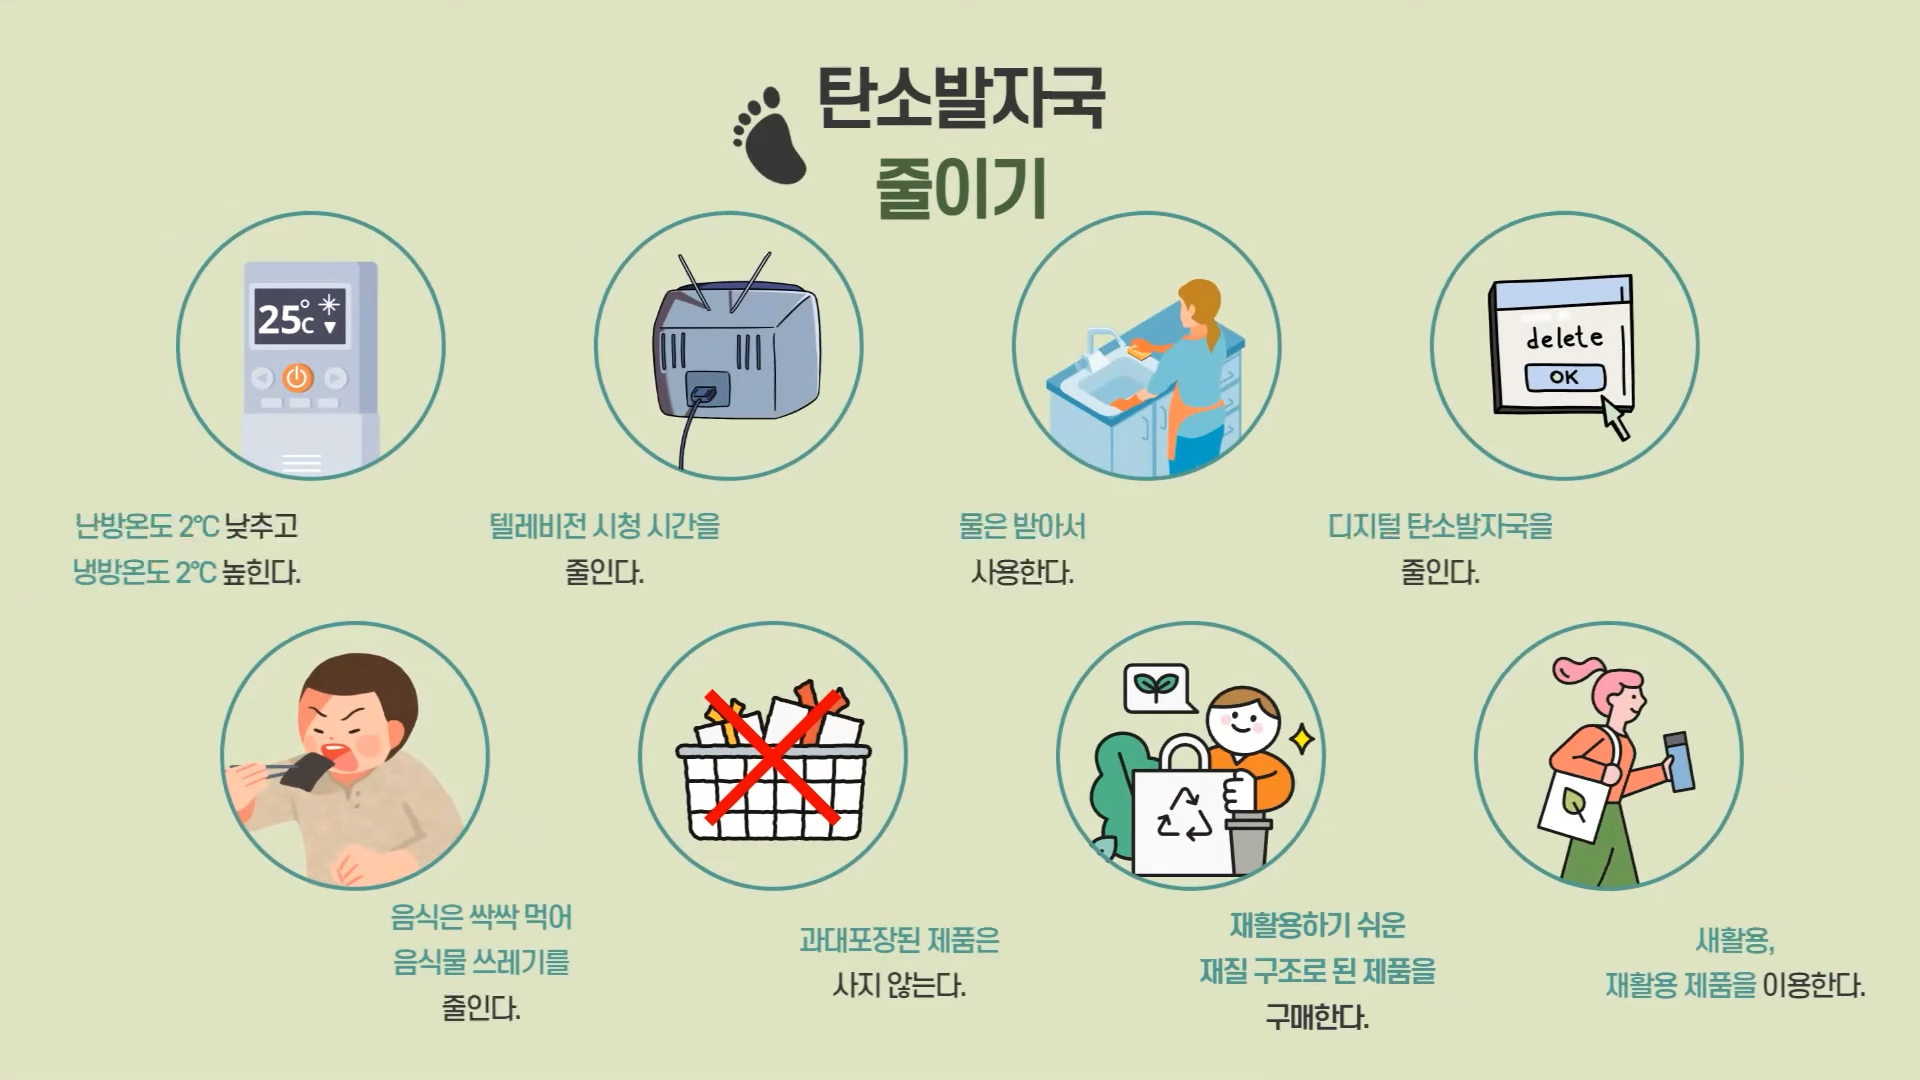 탄소발자국
줄이기
25°c
delete
OK
난방온도 2℃ 낮추고
냉방온도 2℃ 높힌다.
텔레비전 시청 시간을
줄인다.
물은 받아서
사용한다.
디지털 탄소발자국을
줄인다.
음식은 싹싹 먹어
음식물 쓰레기를
줄인다.
과대포장된 제품은
사지 않는다.
재활용하기 쉬운
재질 구조로 된 제품을
구매한다.
새활용,
재활용 제품을 이용한다.